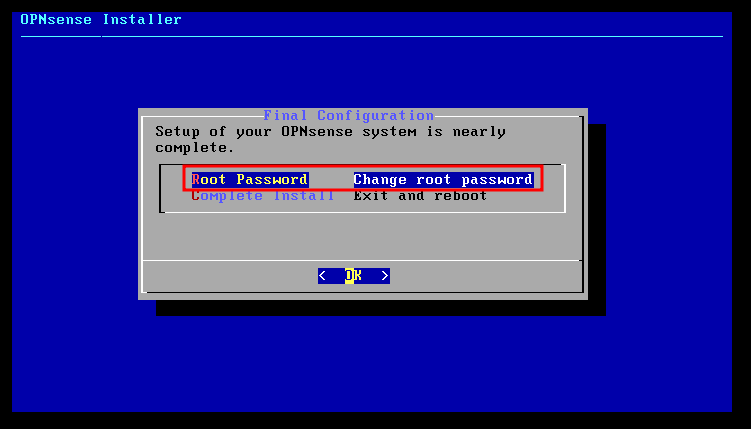 OPNsense Installer
Final Configuration
Setup of your OPNsense system is nearly
complete.
Root Password Change root password
Complete Install Exit and reboot
< OK >